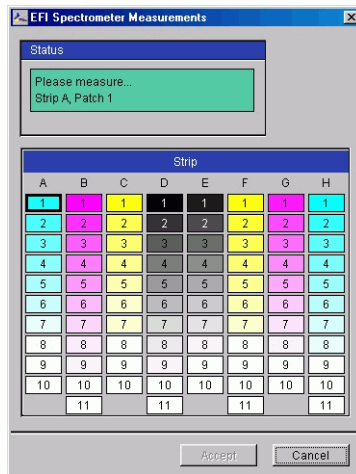 EFI Spectrometer Measurements
Status
Please measure...
Strip A, Patch 1
Strip
A B C D E F G H
1 1 1 1 1 1 1 1
2 2 2 2 2 2 2 2
3 3 3 3 3 3 3 3
4 4 4 4 4 4 4 4
5 5 5 5 5 5 5 5
6 6 6 6 6 6 6 6
7 7 7 7 7 7 7 7
8 8 8 8 8 8 8 8
9 9 9 9 9 9 9 9
10 10 10 10 10 10 10 10
11 11 11 11
Accept Cancel